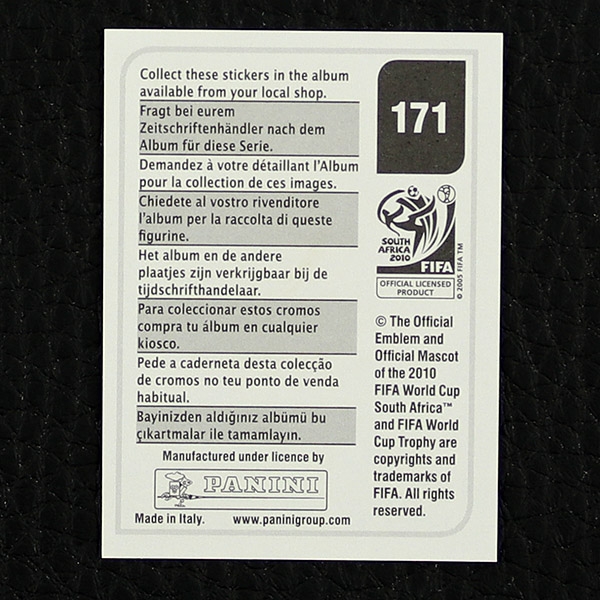 Collect these stickers in the album
available from your local shop.
Fragt bei eurem
Zeitschriftenhändler nach dem
Album für diese Serie.
Demandez à votre détaillant l'Album
pour la collection de ces images.
Chiedete al vostro rivenditore
l'album per la raccolta di queste
figurine.
Het album en de andere
plaatjes zijn verkrijgbaar bij de
tijdschrifthandelaar.
Para coleccionar estos cromos
compra tu álbum en cualquier
kiosco.
Pede a caderneta desta colecção
de cromos no teu ponto de venda
habitual.
Bayinizden aldığınız albümü bu
çıkartmalar ile tamamlayın.
Manufactured under licence by
PANINI
Made in Italy. www.paninigroup.com
171
SOUTH
AFRICA
2010
FIFA
OFFICIAL LICENSED
PRODUCT
© 2005 FIFA TM
© The Official
Emblem and
Official Mascot
of the 2010
FIFA World Cup
South Africa™
and FIFA World
Cup Trophy are
copyrights and
trademarks of
FIFA. All rights
reserved.